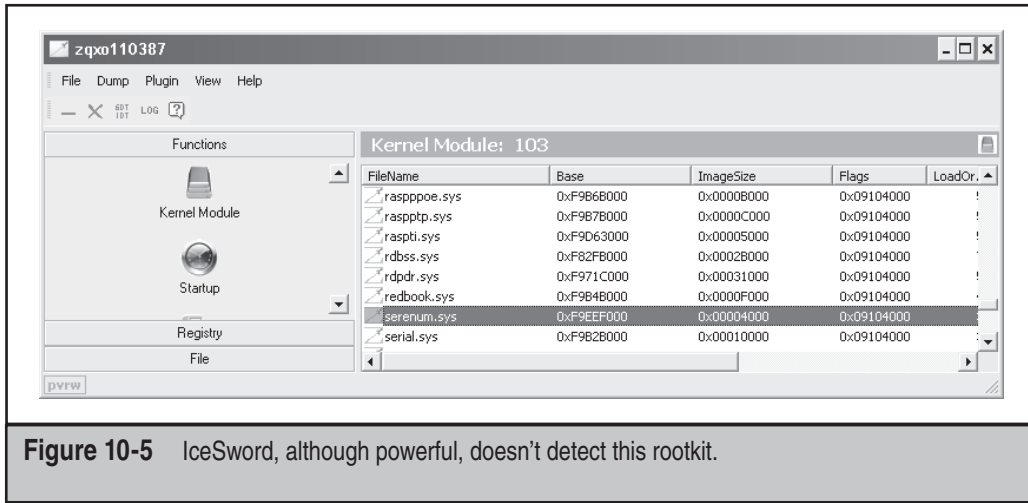 zqxo110387
File Dump Plugin View Help
GDT IDT LOG
Functions
Kernel Module
Startup
Registry
File
Kernel Module: 103
FileName Base ImageSize Flags LoadOr.
raspppoe.sys 0xF9B6B000 0x0000B000 0x09104000
raspptp.sys 0xF9B7B000 0x0000C000 0x09104000
raspti.sys 0xF9D63000 0x00005000 0x09104000
rdbss.sys 0xF82FB000 0x0002B000 0x09104000
rdpdr.sys 0xF971C000 0x00031000 0x09104000
redbook.sys 0xF9B4B000 0x0000F000 0x09104000
serenum.sys 0xF9EEF000 0x00004000 0x09104000
serial.sys 0xF9B2B000 0x00010000 0x09104000
pvrw
Figure 10-5 IceSword, although powerful, doesn't detect this rootkit.